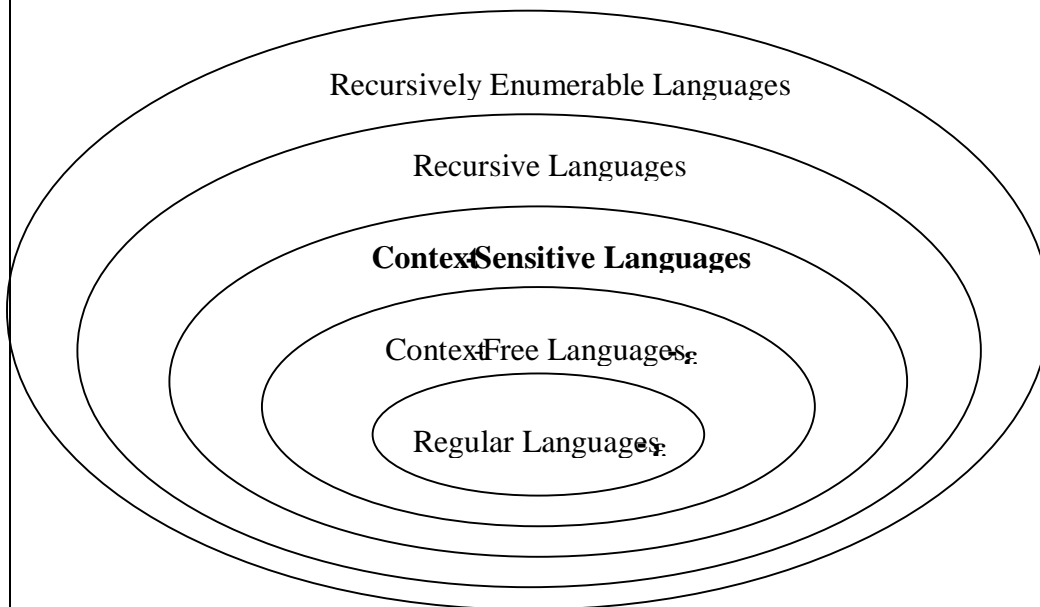 Recursively Enumerable Languages
Recursive Languages
Context-Sensitive Languages
Context-Free Languages - ε
Regular Languages - ε